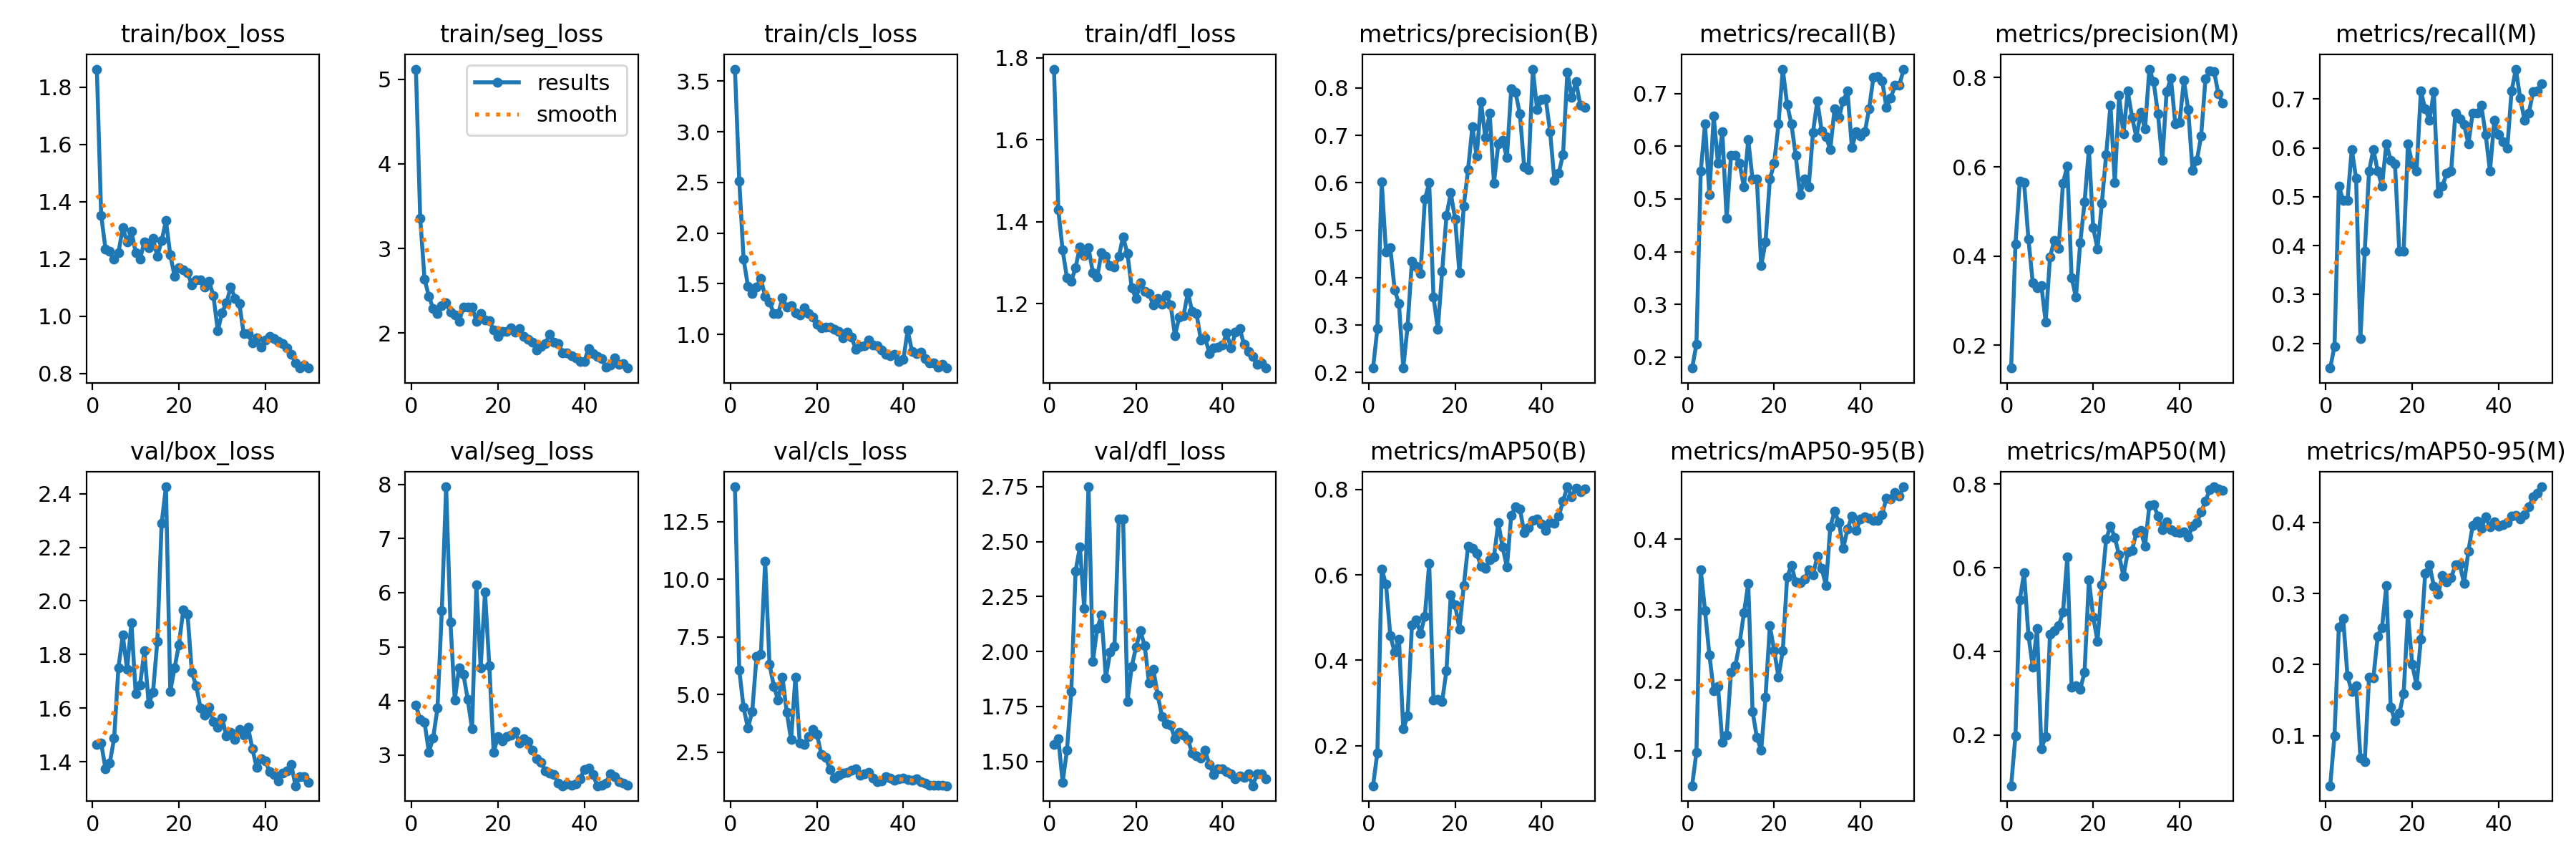 train/box_loss
1.8
1.6
1.4
1.2
1.0
0.8
0 20 40
train/seg_loss
results
smooth
5
4
3
2
0 20 40
train/cls_loss
3.5
3.0
2.5
2.0
1.5
1.0
0 20 40
train/dfl_loss
1.8
1.6
1.4
1.2
0 20 40
metrics/precision(B)
0.8
0.7
0.6
0.5
0.4
0.3
0.2
0 20 40
metrics/recall(B)
0.7
0.6
0.5
0.4
0.3
0.2
0 20 40
metrics/precision(M)
0.8
0.6
0.4
0.2
0 20 40
metrics/recall(M)
0.7
0.6
0.5
0.4
0.3
0.2
0 20 40
val/box_loss
2.4
2.2
2.0
1.8
1.6
1.4
0 20 40
val/seg_loss
8
7
6
5
4
3
0 20 40
val/cls_loss
12.5
10.0
7.5
5.0
2.5
0 20 40
val/dfl_loss
2.75
2.50
2.25
2.00
1.75
1.50
0 20 40
metrics/mAP50(B)
0.8
0.6
0.4
0.2
0 20 40
metrics/mAP50-95(B)
0.4
0.3
0.2
0.1
0 20 40
metrics/mAP50(M)
0.8
0.6
0.4
0.2
0 20 40
metrics/mAP50-95(M)
0.4
0.3
0.2
0.1
0 20 40